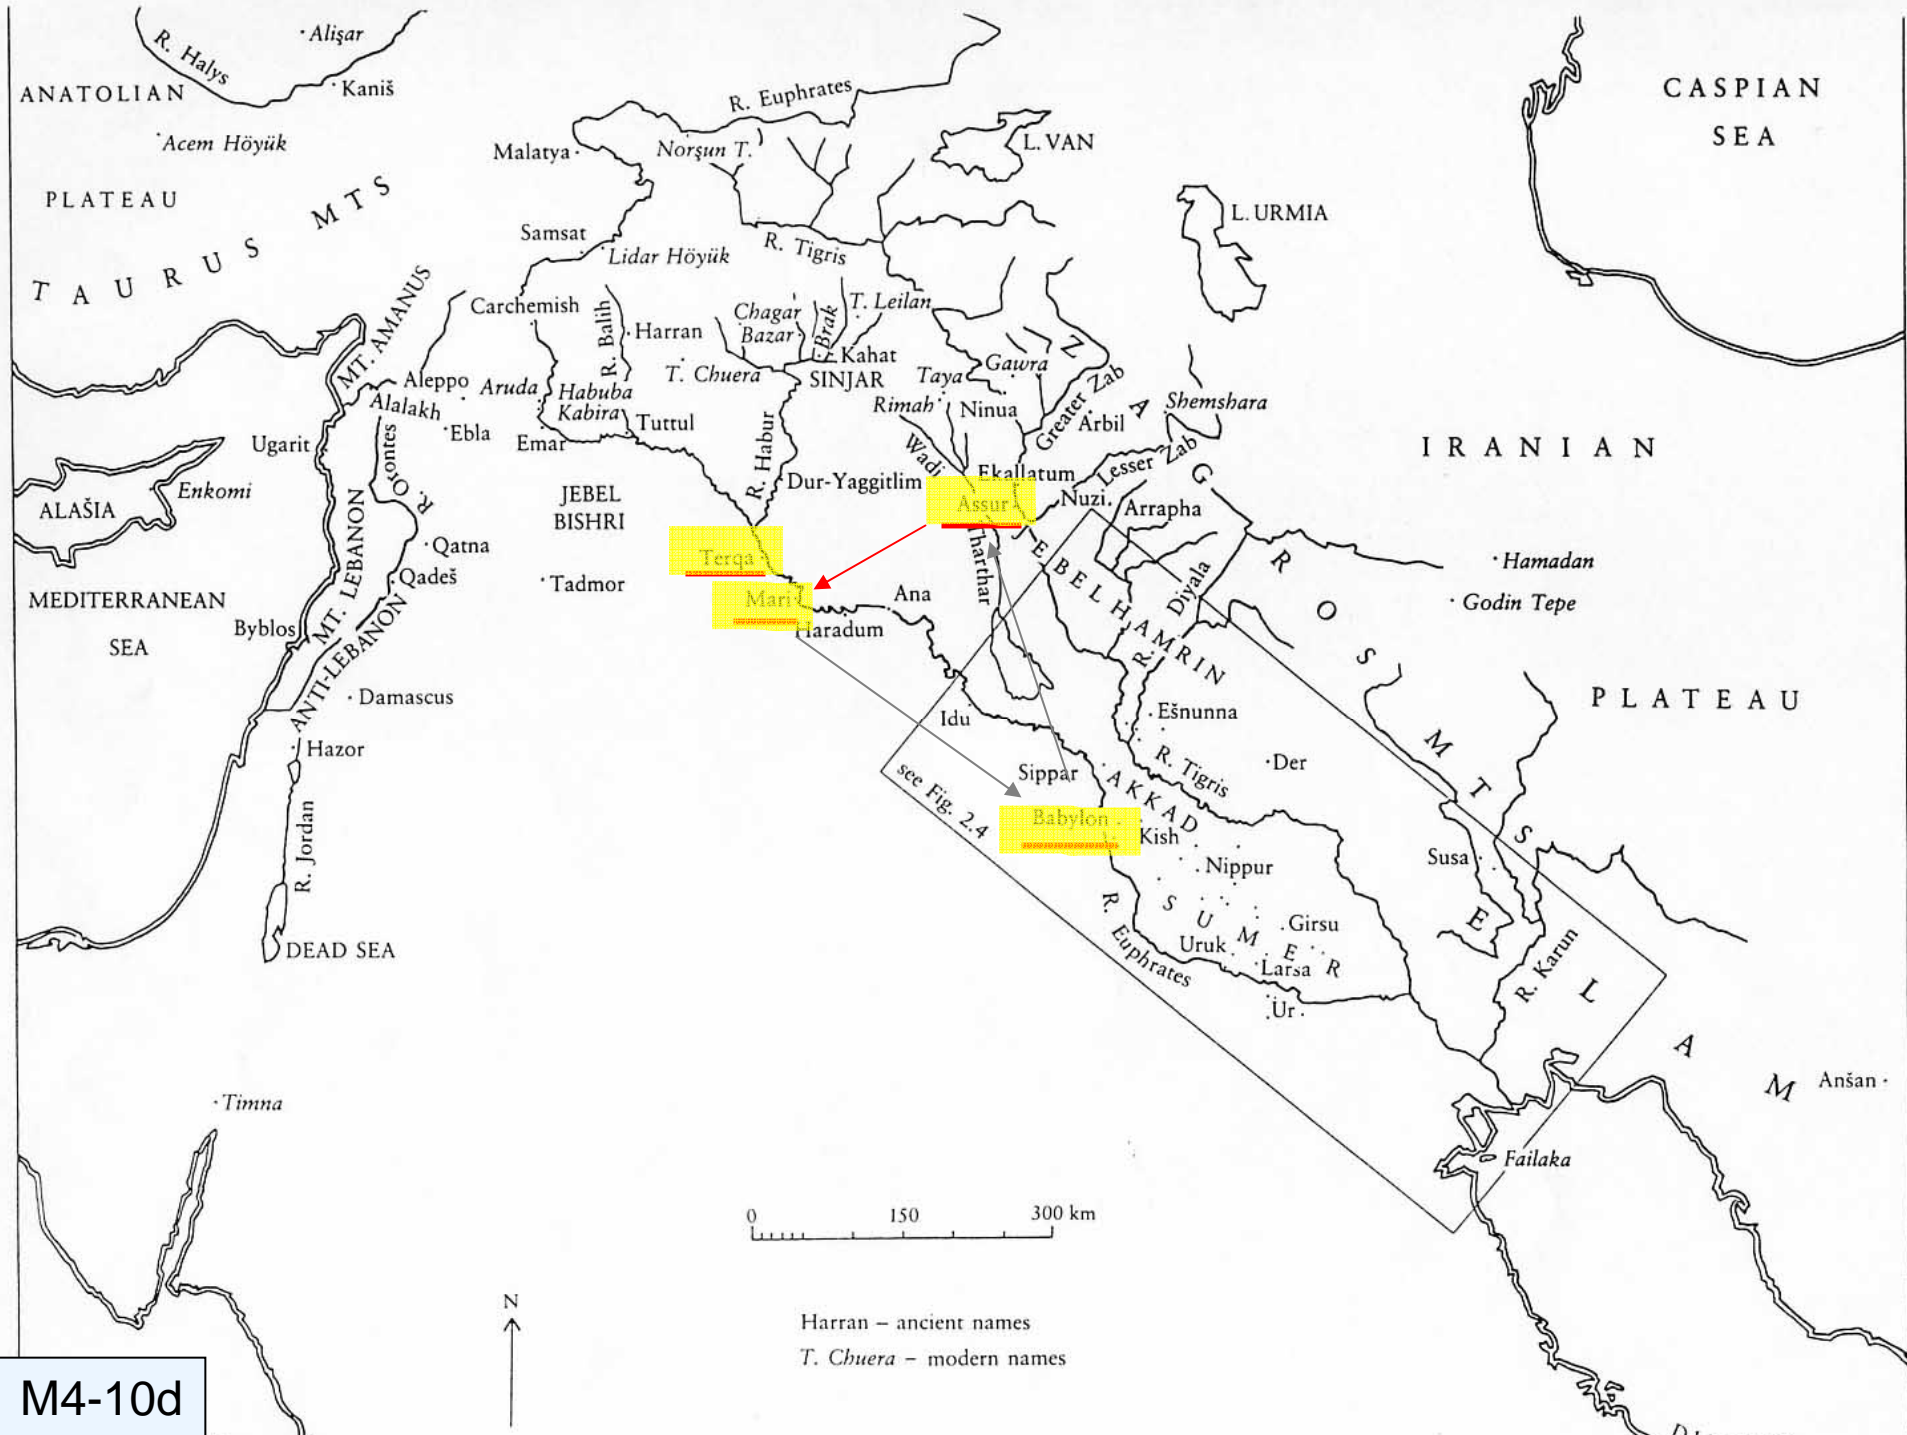 R. Halys
Alişar
Kaniš
ANATOLIAN
Acem Höyük
PLATEAU
TAURUS MTS
R. Euphrates
Malatya
Norşun T.
L. VAN
CASPIAN
SEA
L. URMIA
Samsat
Lidar Höyük
R. Tigris
MT. AMANUS
Carchemish
R. Balih
Harran
Chagar
Bazar
Brak
T. Leilan
Kahat
T. Chuera
SINJAR
Taya
Gawra
Rimah
Ninua
Greater Zab
Arbil
Shemshara
ZAGROS MTS
IRANIAN
PLATEAU
Aleppo
Alalakh
Aruda
Habuba
Kabira
Tuttul
Ebla
Emar
Ugarit
R. Orontes
R. Habur
Dur-Yaggitlim
Wadi
Tharthar
Ekallatum
Lesser Zab
Assur
Nuzi
Arrapha
Enkomi
ALAŠIA
JEBEL
BISHRI
Qatna
Terqa
JEBEL HAMRIN
Hamadan
Qadeš
Tadmor
Mari
Ana
R. Diyala
Godin Tepe
MEDITERRANEAN
SEA
Byblos
MT. LEBANON
ANTI-LEBANON
Haradum
Damascus
Idu
Ešnunna
Hazor
R. Tigris
Der
Sippar
AKKAD
see Fig. 2.4
Babylon
Kish
R. Jordan
Nippur
Susa
SUMER
R. Euphrates
Girsu
Uruk
Larsa
Ur
DEAD SEA
R. Karun
ELAM
Anšan
Timna
Failaka
0 150 300 km
N
Harran – ancient names
T. Chuera – modern names
M4-10d